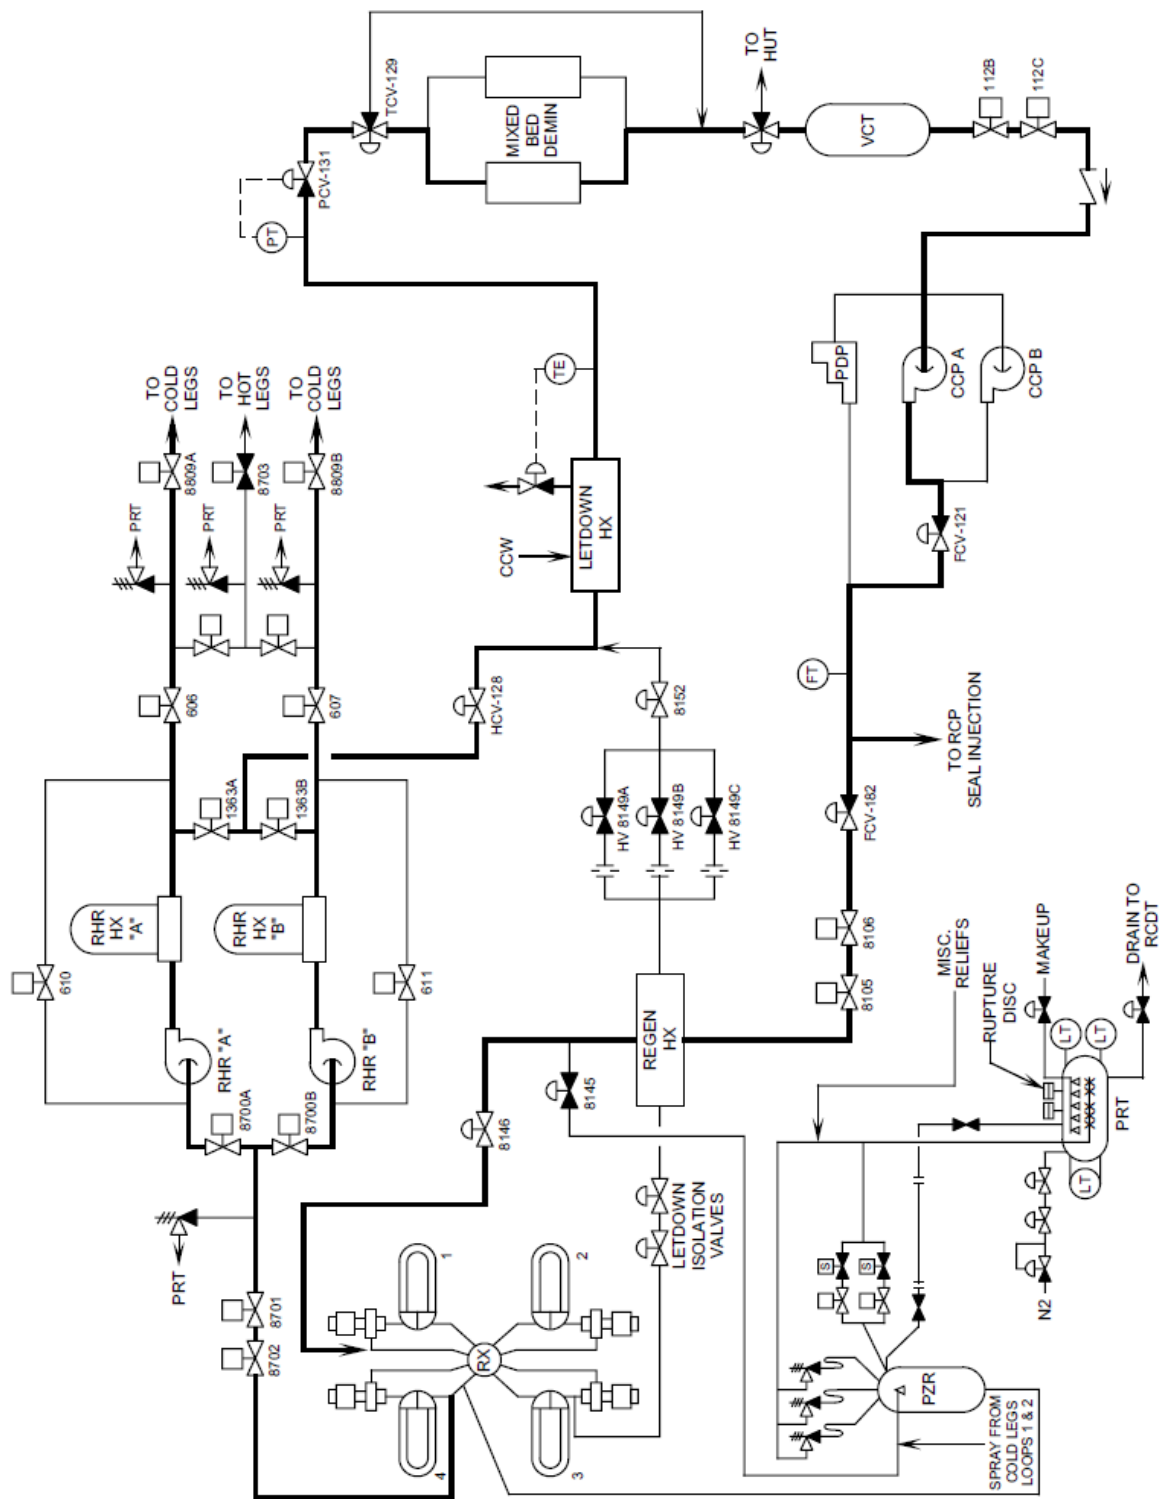 TO
HUT
TCV-129
MIXED
BED
DEMIN
112B
112C
VCT
PCV-131
PT
TO
COLD
LEGS
TO
HOT
LEGS
TO
COLD
LEGS
8809A
8703
8809B
PRT
PRT
PRT
TE
PDP
CCP A
CCP B
CCW
LETDOWN
HX
FCV-121
606
607
HCV-128
8152
FT
TO RCP
SEAL INJECTION
1363A
1363B
HV 8149A
HV 8149B
HV 8149C
FCV-182
RHR
HX
"A"
RHR
HX
"B"
610
611
8106
8105
MISC.
RELIEFS
RUPTURE
DISC
MAKEUP
DRAIN TO
RCDT
RHR "A"
RHR "B"
REGEN
HX
8700A
8700B
8145
8146
LT
LT
LT
PRT
PRT
LETDOWN
ISOLATION
VALVES
8701
8702
1
2
3
4
RX
S
S
N2
PZR
SPRAY FROM
COLD LEGS
LOOPS 1 & 2